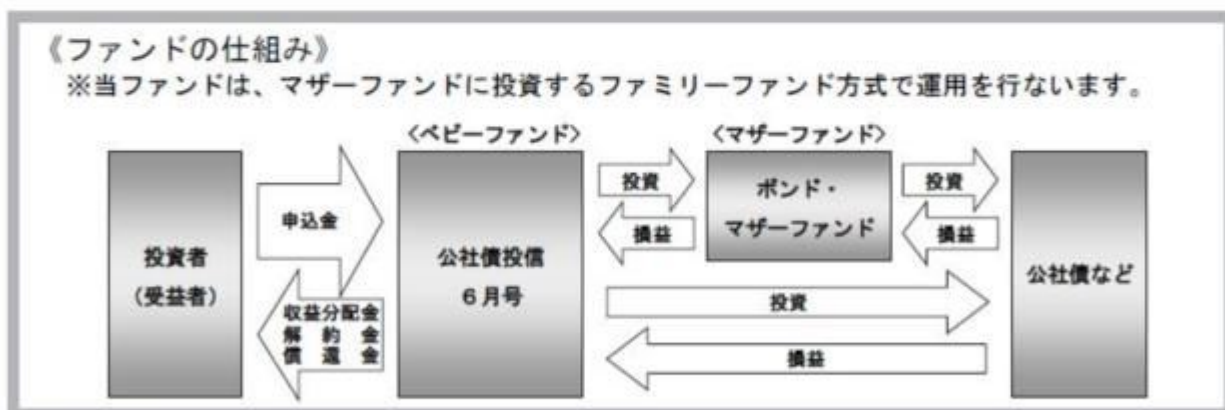 《ファンドの仕組み》
※当ファンドは、マザーファンドに投資するファミリーファンド方式で運用を行ないます。
〈ベビーファンド〉
〈マザーファンド〉
投資者
（受益者）
申込金
収益分配金
解約金
償還金
公社債投信
６月号
投資
損益
ボンド・
マザーファンド
投資
損益
投資
損益
公社債など